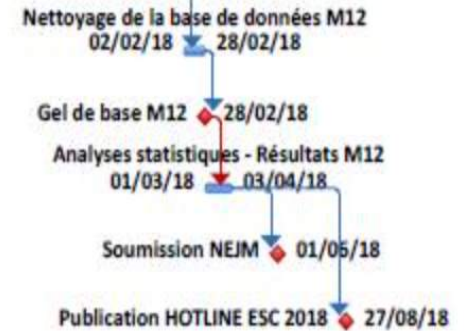 Nettoyage de la base de données M12
02/02/18 28/02/18
Gel de base M12 28/02/18
Analyses statistiques - Résultats M12
01/03/18 03/04/18
Soumission NEJM 01/05/18
Publication HOTLINE ESC 2018 27/08/18